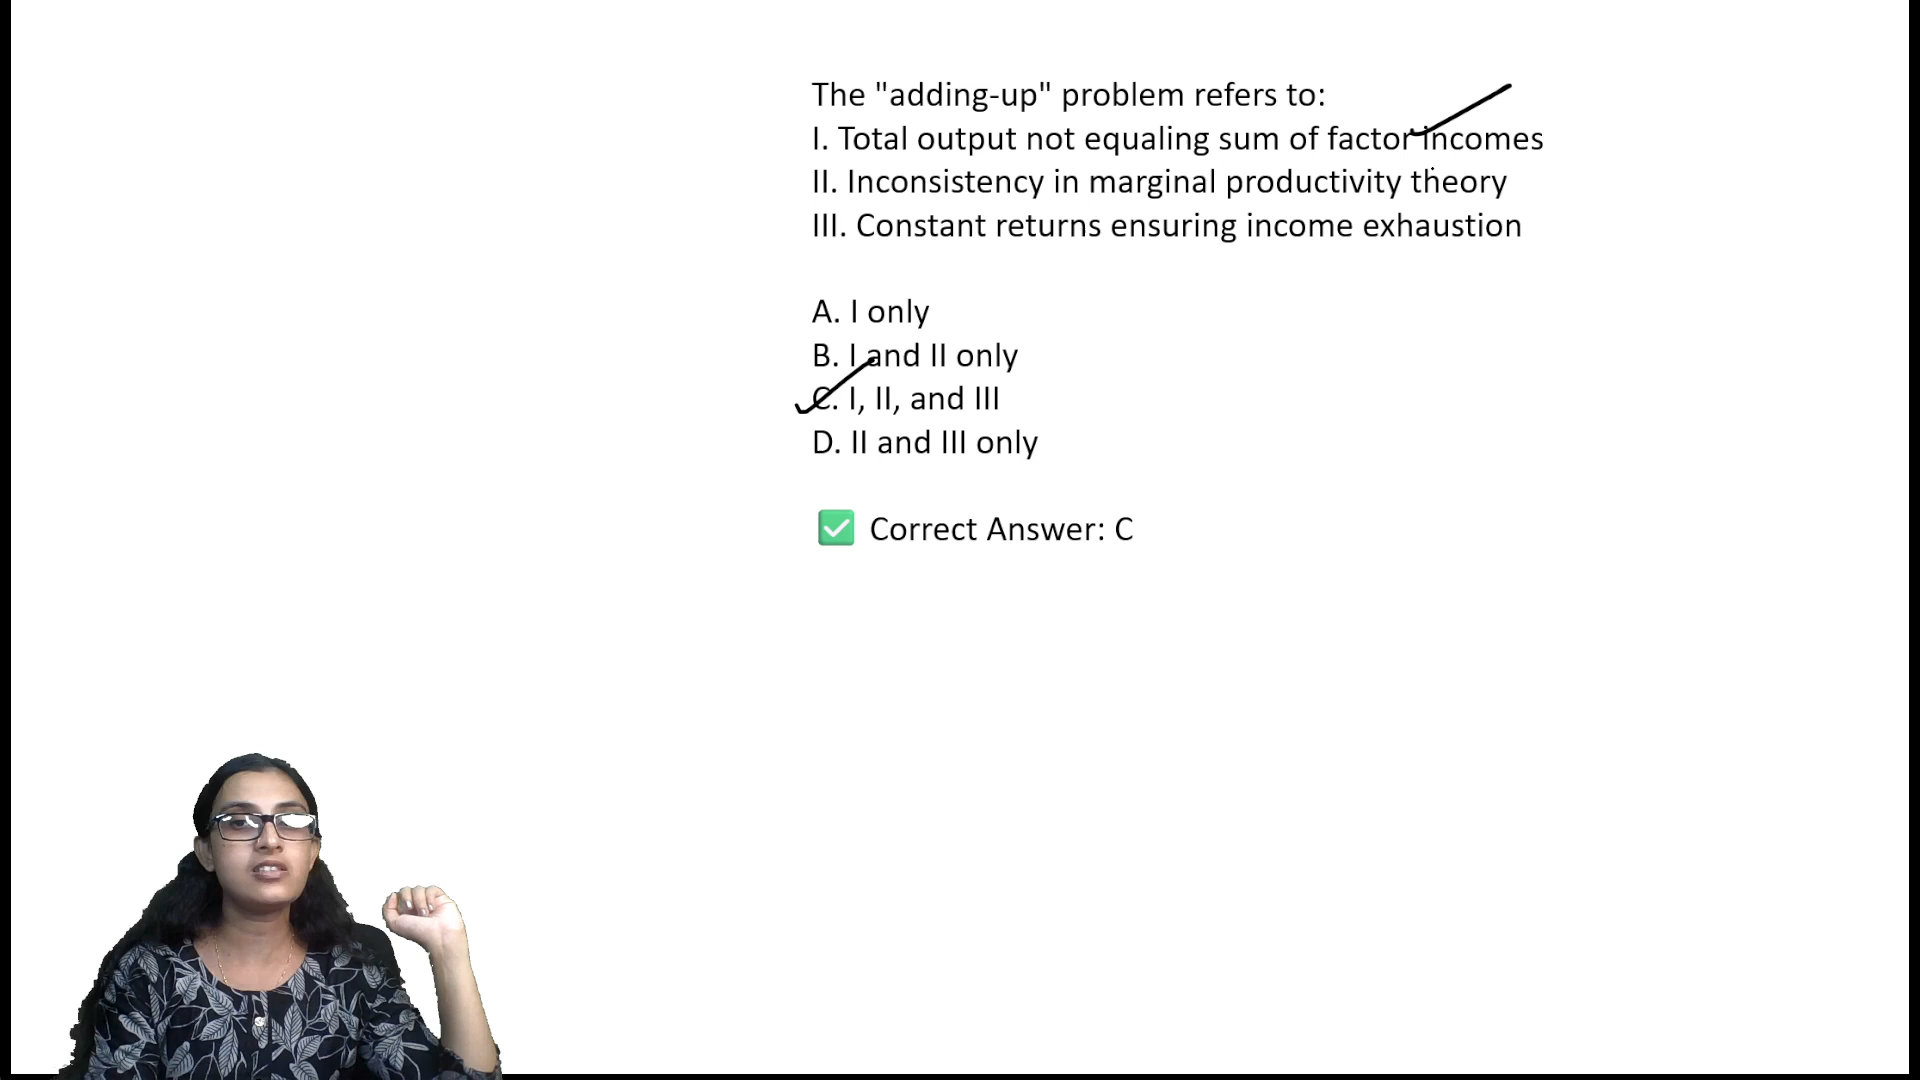 The "adding-up" problem refers to:
I. Total output not equaling sum of factor incomes
II. Inconsistency in marginal productivity theory
III. Constant returns ensuring income exhaustion
A. I only
B. I and II only
C. I, II, and III
D. II and III only
✅ Correct Answer: C